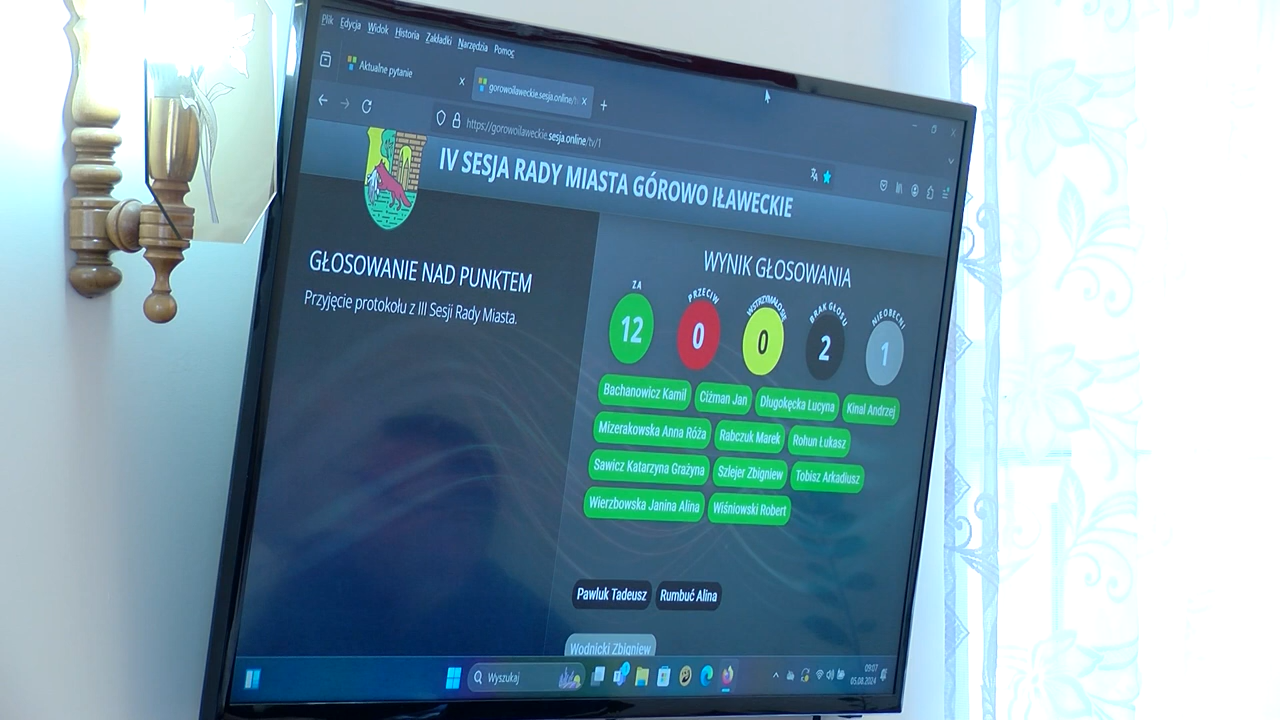 Plik Edycja Widok Historia Zakładki Narzędzia Pomoc
Aktualne pytanie
gorowoilaweckie.sesja.online/t
https://gorowoilaweckie.sesja.online/tv/1
IV SESJA RADY MIASTA GÓROWO IŁAWECKIE
GŁOSOWANIE NAD PUNKTEM
Przyjęcie protokołu z III Sesji Rady Miasta.
WYNIK GŁOSOWANIA
ZA PRZECIW BRAK GŁOSU NIEOBECNI
12 0 0 2 1
Bachanowicz Kamil Ciżman Jan Długokęcka Lucyna Kinal Andrzej
Mizerakowska Anna Róża Rabczuk Marek Rohun Łukasz
Sawicz Katarzyna Grażyna Szlejer Zbigniew Tobisz Arkadiusz
Wierzbowska Janina Alina Wiśniowski Robert
Pawluk Tadeusz Rumbuć Alina
Wodnicki Zbigniew
Wyszukaj
09:07
05.08.2024